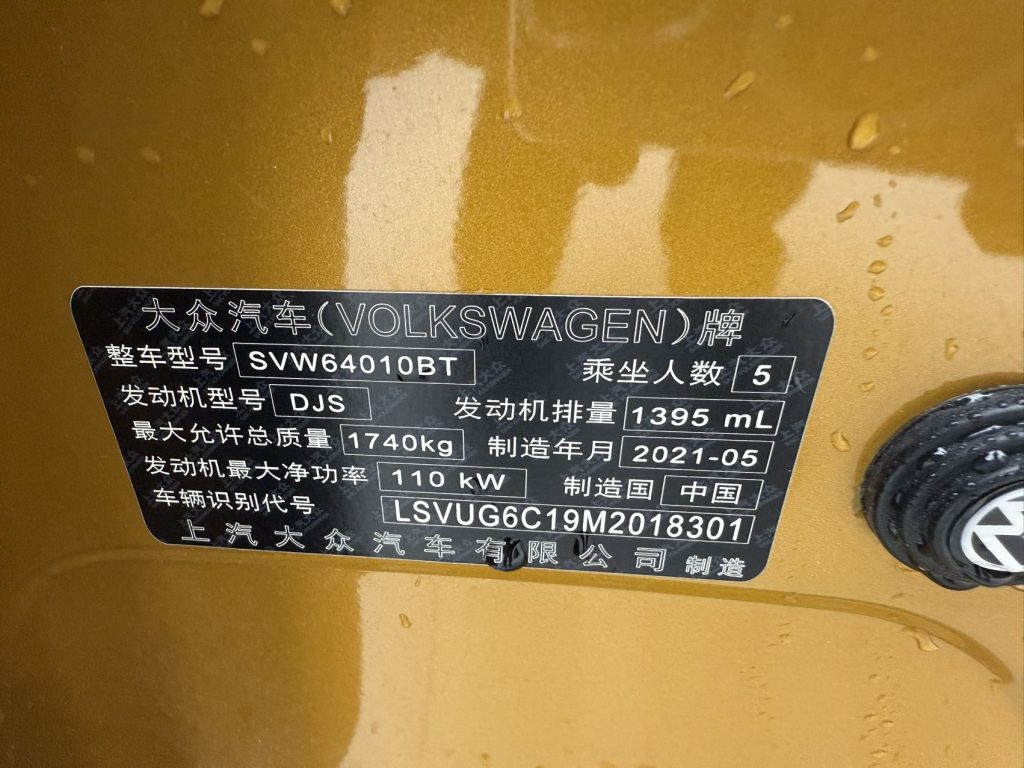 大众汽车(VOLKSWAGEN)牌
整车型号 SVW64010BT 乘坐人数 5
发动机型号 DJS 发动机排量 1395 mL
最大允许总质量 1740kg 制造年月 2021-05
发动机最大净功率 110 kW 制造国 中国
车辆识别代号 LSVUG6C19M2018301
上汽大众汽车有限公司 制造